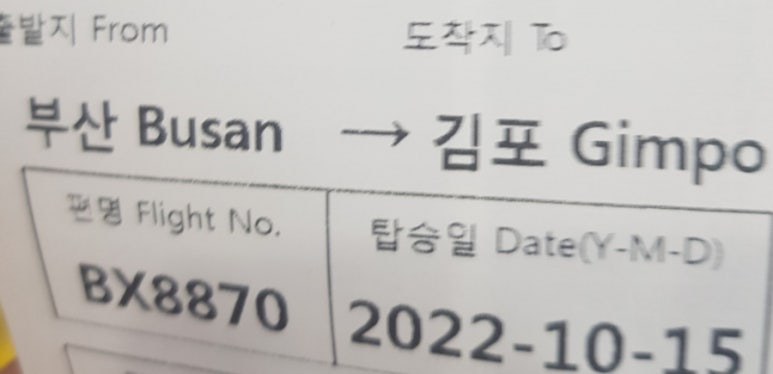 출발지 From 도착지 To
부산 Busan → 김포 Gimpo
편명 Flight No. 탑승일 Date(Y-M-D)
BX8870 2022-10-15